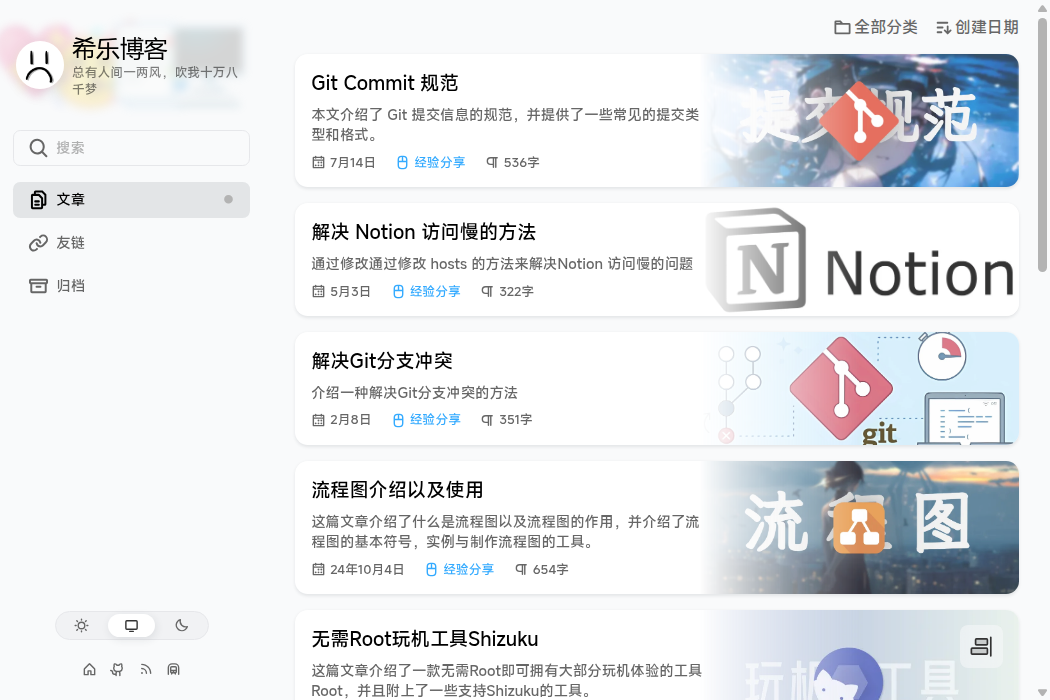 希乐博客
总有人间一两风，吹我十万八
千梦
搜索
文章
友链
归档
全部分类
创建日期
Git Commit 规范
本文介绍了 Git 提交信息的规范，并提供了一些常见的提交类
型和格式。
7月14日 经验分享 536字
提交规范
解决 Notion 访问慢的方法
通过修改通过修改 hosts 的方法来解决Notion 访问慢的问题
5月3日 经验分享 322字
Notion
解决Git分支冲突
介绍一种解决Git分支冲突的方法
2月8日 经验分享 351字
git
流程图介绍以及使用
这篇文章介绍了什么是流程图以及流程图的作用，并介绍了流
程图的基本符号，实例与制作流程图的工具。
24年10月4日 经验分享 654字
流程图
无需Root玩机工具Shizuku
这篇文章介绍了一款无需Root即可拥有大部分玩机体验的工具
Root，并且附上了一些支持Shizuku的工具。
玩机工具